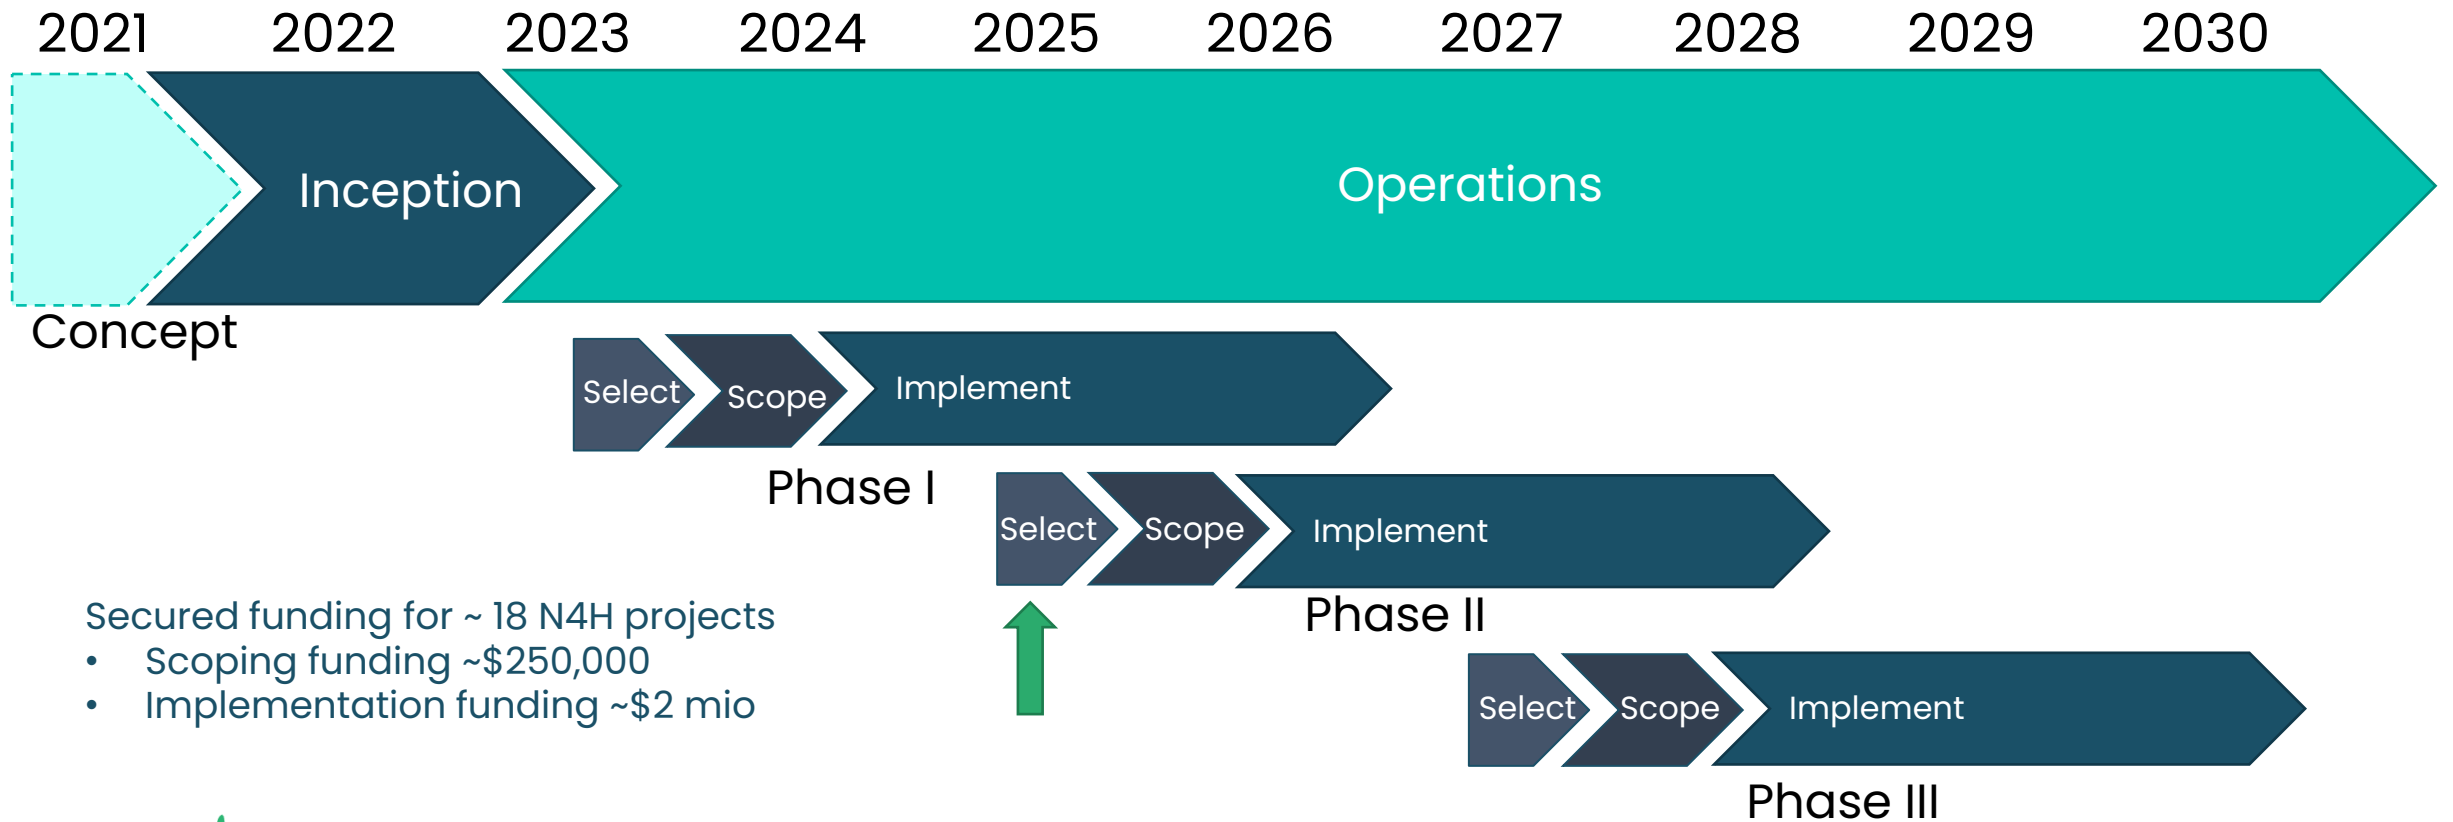 2021 2022 2023 2024 2025 2026 2027 2028 2029 2030
Inception
Operations
Concept
Select
Scope
Implement
Phase I
Select
Scope
Implement
Phase II
Secured funding for ~ 18 N4H projects
• Scoping funding ~$250,000
• Implementation funding ~$2 mio
Select
Scope
Implement
Phase III